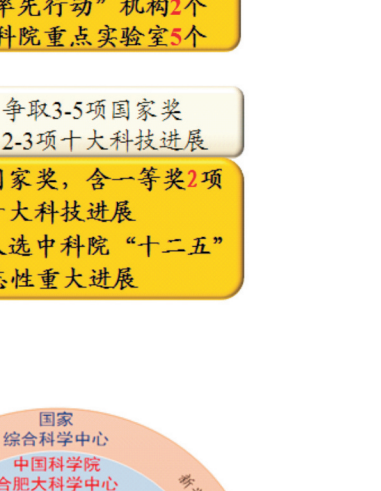 率先行动”机构2个
科院重点实验室5个
争取3-5项国家奖
2-3项十大科技进展
国家奖，含一等奖2项
十大科技进展
入选中科院“十二五”
志性重大进展
国家
综合科学中心
中国科学院
合肥大科学中心